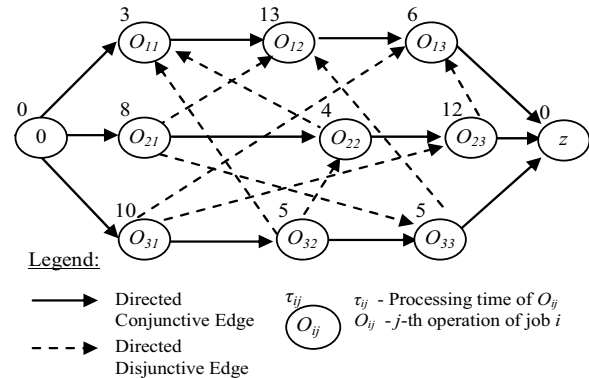 3 13 6
O11 O12 O13
0 8 4 12 0
0 O21 O22 O23 z
10 5 5
O31 O32 O33
Legend:
Directed Conjunctive Edge
Directed Disjunctive Edge
τij
Oij
τij - Processing time of Oij
Oij - j-th operation of job i